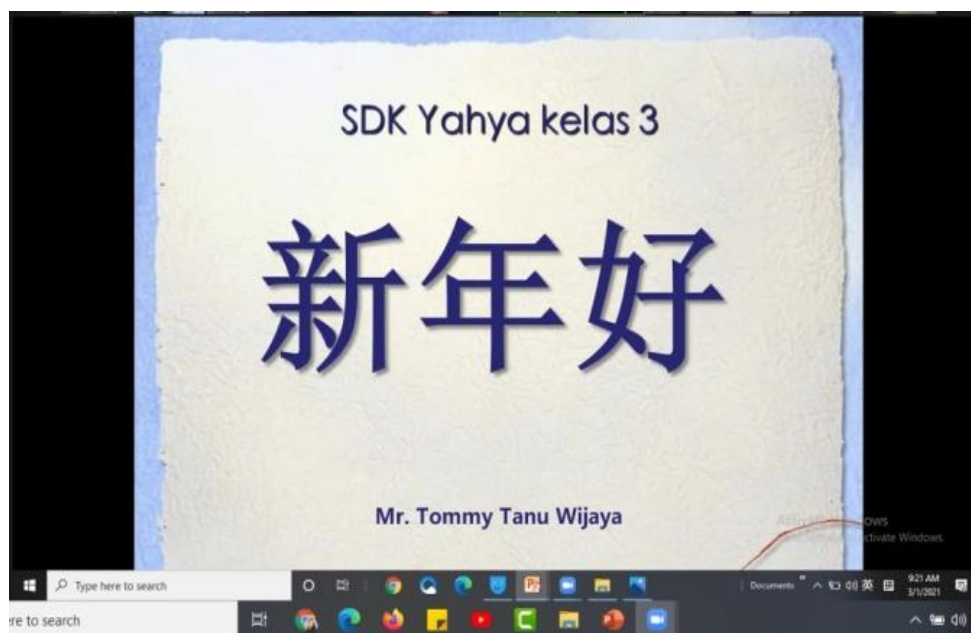 SDK Yahya kelas 3
新年好
Mr. Tommy Tanu Wijaya
Type here to search
Documents
英
9:21 AM
3/1/2021
ere to search